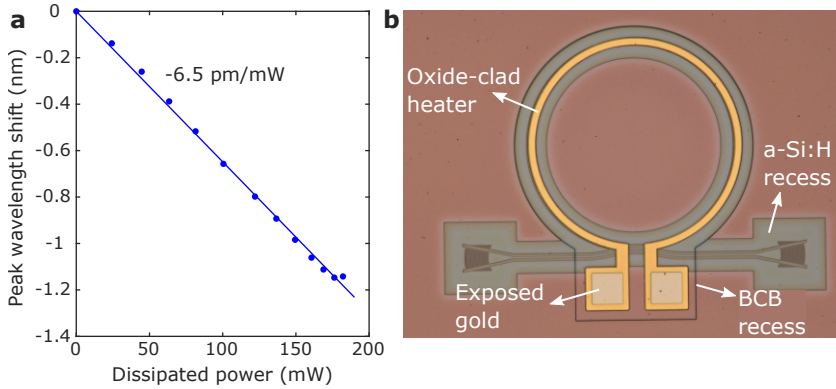 a
0
-0.2
-0.4
-0.6
-0.8
-1
-1.2
-1.4
Peak wavelength shift (nm)
-6.5 pm/mW
0
50
100
150
200
Dissipated power (mW)
b
Oxide-clad
heater
a-Si:H
recess
Exposed
gold
BCB
recess